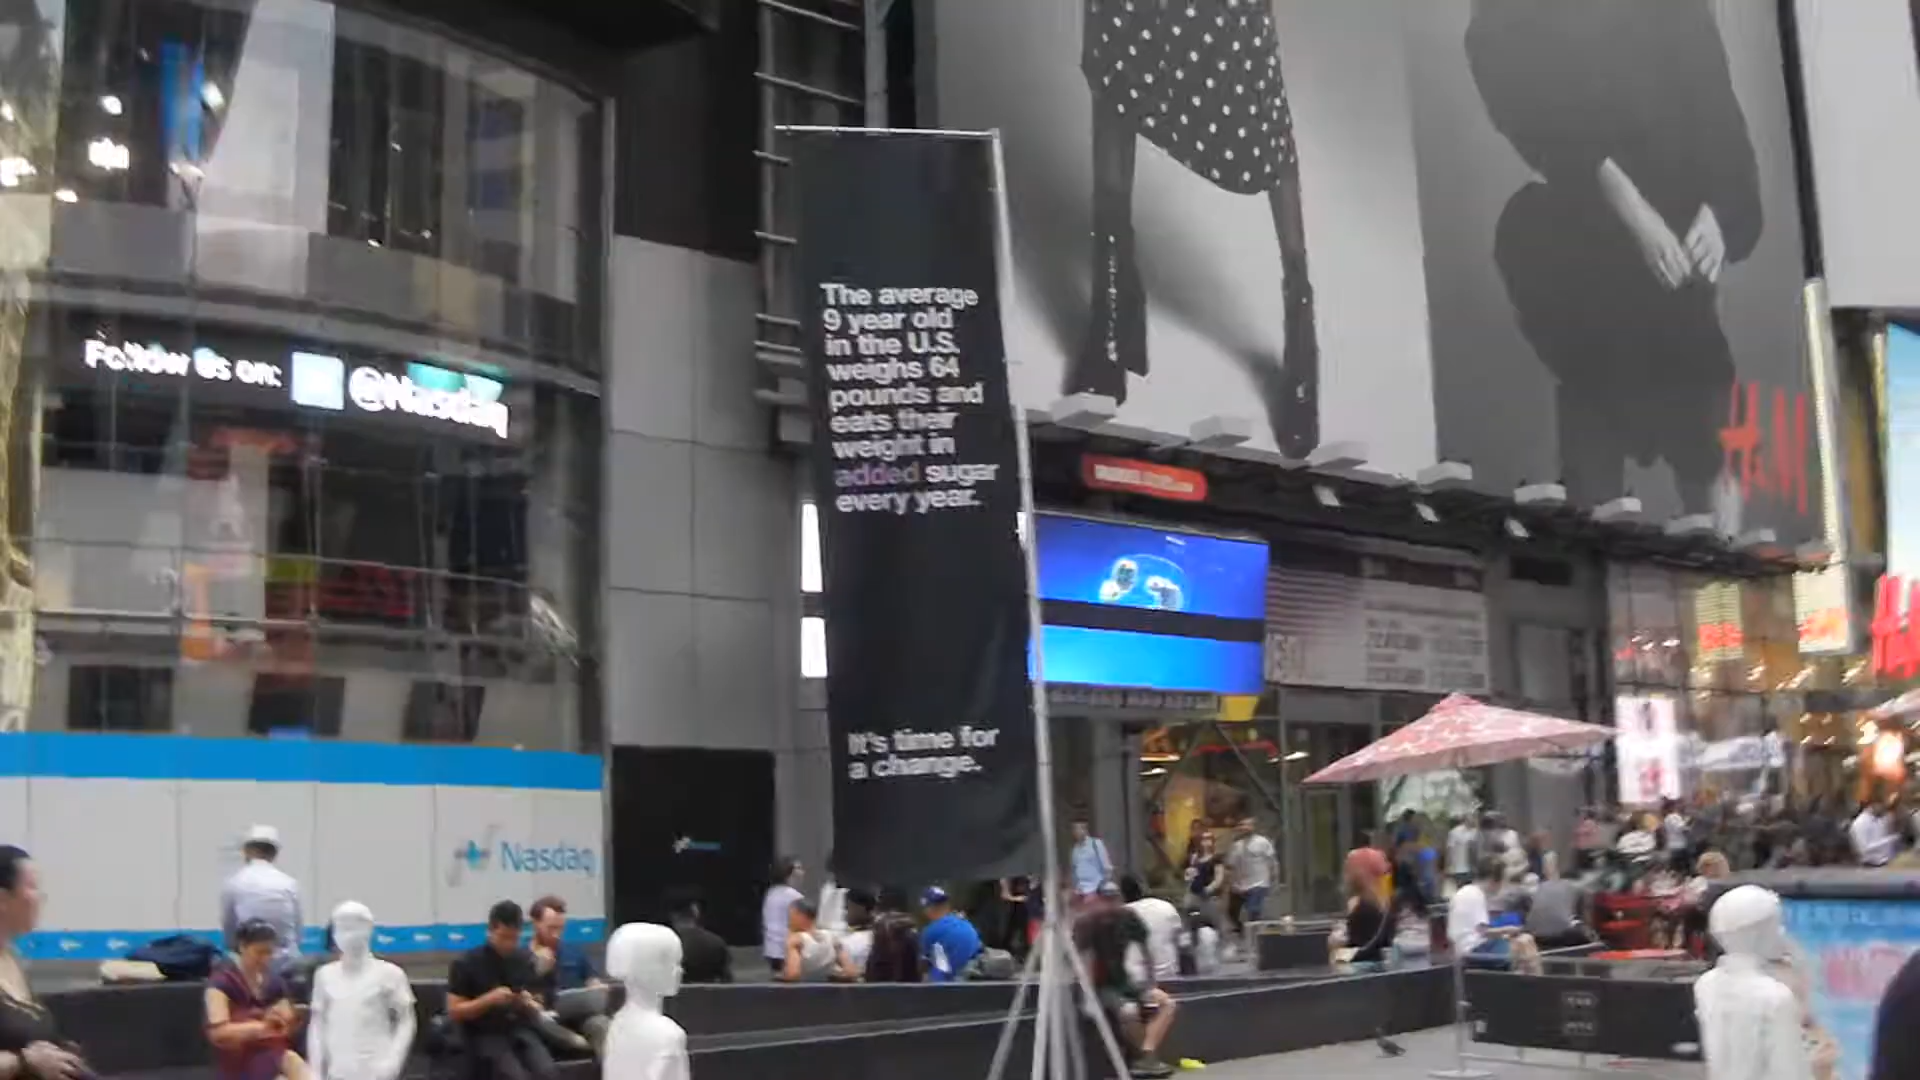 Follow us on: @Nasdaq
The average
9 year old
in the U.S.
weighs 64
pounds and
eats their
weight in
added sugar
every year.
It's time for
a change.
Nasdaq
H&M